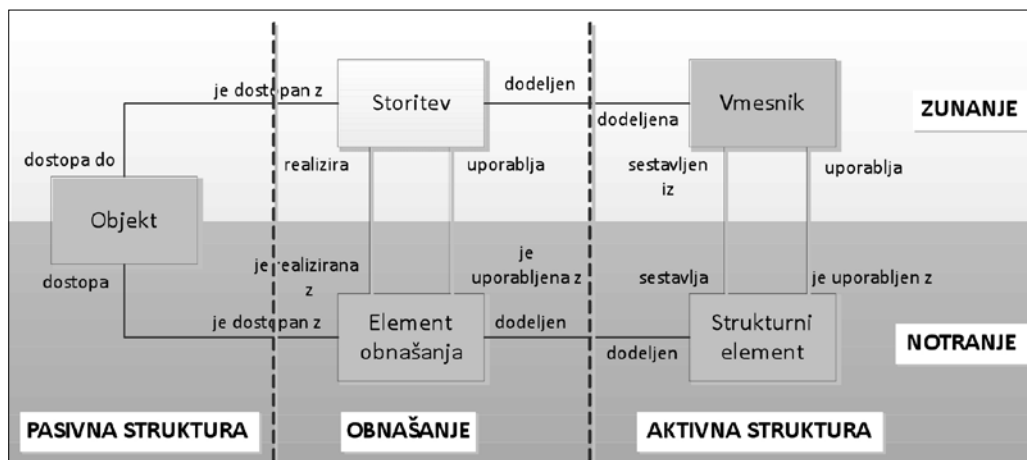 je dostopan z
Storitev
dodeljen
dodeljena
Vmesnik
ZUNANJE
dostopa do
realizira
uporablja
sestavljen
iz
uporablja
Objekt
dostopa
je realizirana
z
je
uporabljena z
sestavlja
je uporabljen z
je dostopan z
Element
obnašanja
dodeljen
dodeljen
Strukturni
element
NOTRANJE
PASIVNA STRUKTURA
OBNAŠANJE
AKTIVNA STRUKTURA